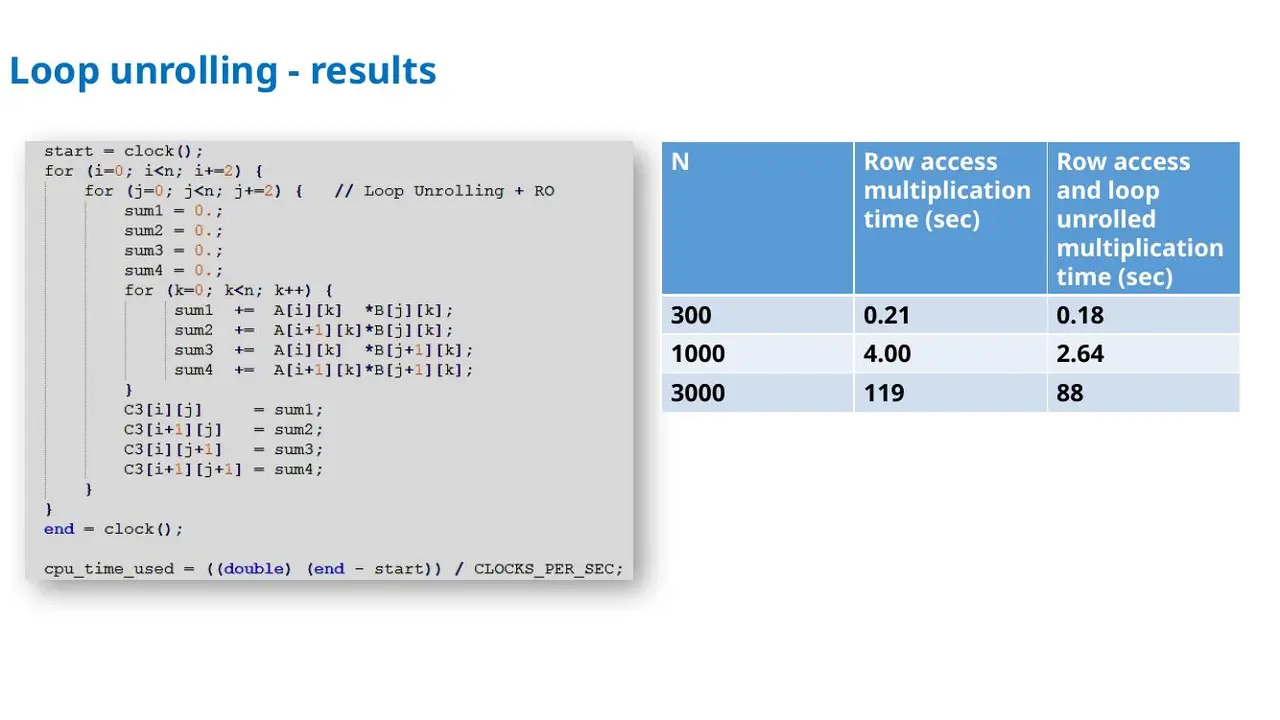 Loop unrolling - results
start = clock();
for (i=0; i<n; i+=2) {
for (j=0; j<n; j+=2) {   // Loop Unrolling + RO
sum1 = 0.;
sum2 = 0.;
sum3 = 0.;
sum4 = 0.;
for (k=0; k<n; k++) {
sum1  +=  A[i][k]  *B[j][k];
sum2  +=  A[i+1][k]*B[j][k];
sum3  +=  A[i][k]  *B[j+1][k];
sum4  +=  A[i+1][k]*B[j+1][k];
}
C3[i][j]     = sum1;
C3[i+1][j]   = sum2;
C3[i][j+1]   = sum3;
C3[i+1][j+1] = sum4;
}
}
end = clock();
cpu_time_used = ((double) (end - start)) / CLOCKS_PER_SEC;
N
Row access
multiplication
time (sec)
Row access
and loop
unrolled
multiplication
time (sec)
300 0.21 0.18
1000 4.00 2.64
3000 119 88